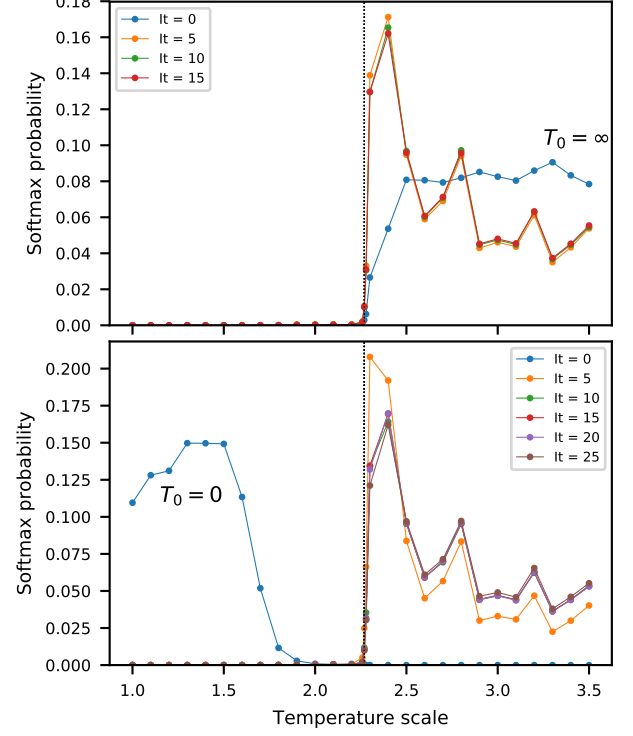 0.18
0.16
0.14
0.12
0.10
0.08
0.06
0.04
0.02
0.00
Softmax probability
It = 0
It = 5
It = 10
It = 15
T₀ = ∞
0.200
0.175
0.150
0.125
0.100
0.075
0.050
0.025
0.000
Softmax probability
It = 0
It = 5
It = 10
It = 15
It = 20
It = 25
T₀ = 0
1.0 1.5 2.0 2.5 3.0 3.5
Temperature scale